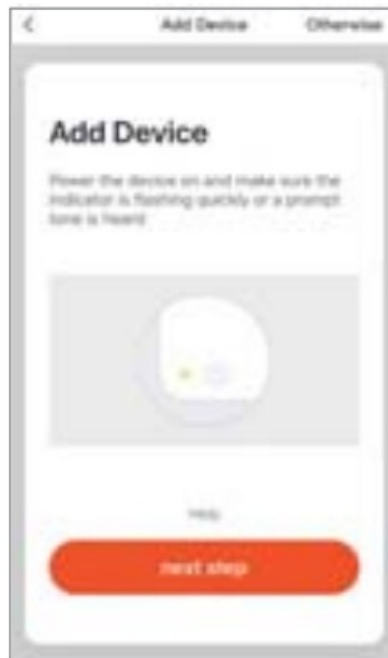 Add Device Otherwise
Add Device
Power the device on and make sure the
indicator is flashing quickly or a prompt
tone is heard
Help
next step